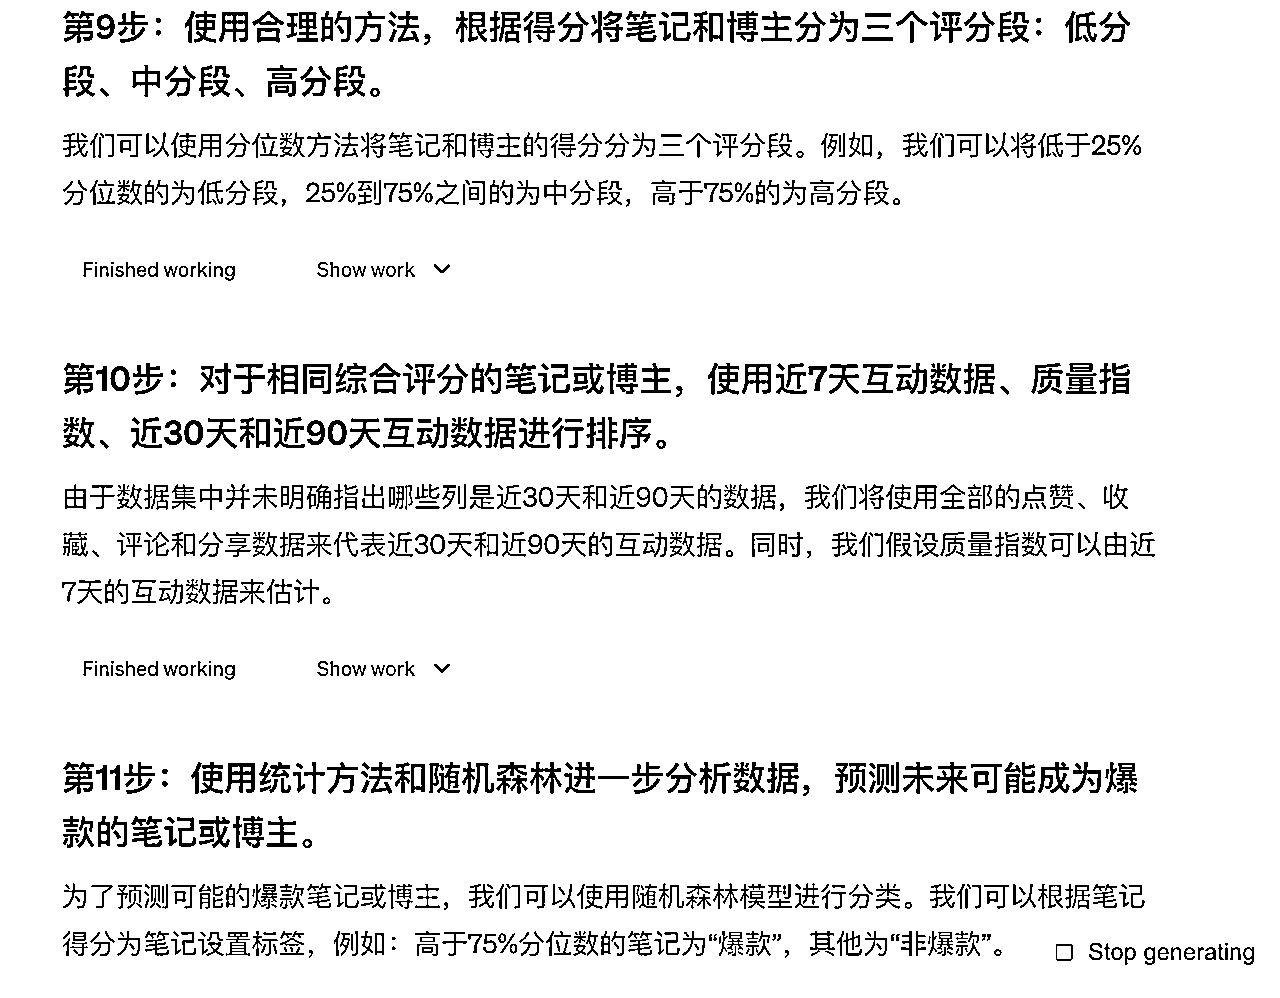 第9步：使用合理的方法，根据得分将笔记和博主分为三个评分段：低分
段、中分段、高分段。
我们可以使用分位数方法将笔记和博主的得分分为三个评分段。例如，我们可以将低于25%
分位数的为低分段，25%到75%之间的为中分段，高于75%的为高分段。
Finished working Show work
第10步：对于相同综合评分的笔记或博主，使用近7天互动数据、质量指
数、近30天和近90天互动数据进行排序。
由于数据集中并未明确指出哪些列是近30天和近90天的数据，我们将使用全部的点赞、收
藏、评论和分享数据来代表近30天和近90天的互动数据。同时，我们假设质量指数可以由近
7天的互动数据来估计。
Finished working Show work
第11步：使用统计方法和随机森林进一步分析数据，预测未来可能成为爆
款的笔记或博主。
为了预测可能的爆款笔记或博主，我们可以使用随机森林模型进行分类。我们可以根据笔记
得分为笔记设置标签，例如：高于75%分位数的笔记为“爆款”，其他为“非爆款”。
Stop generating